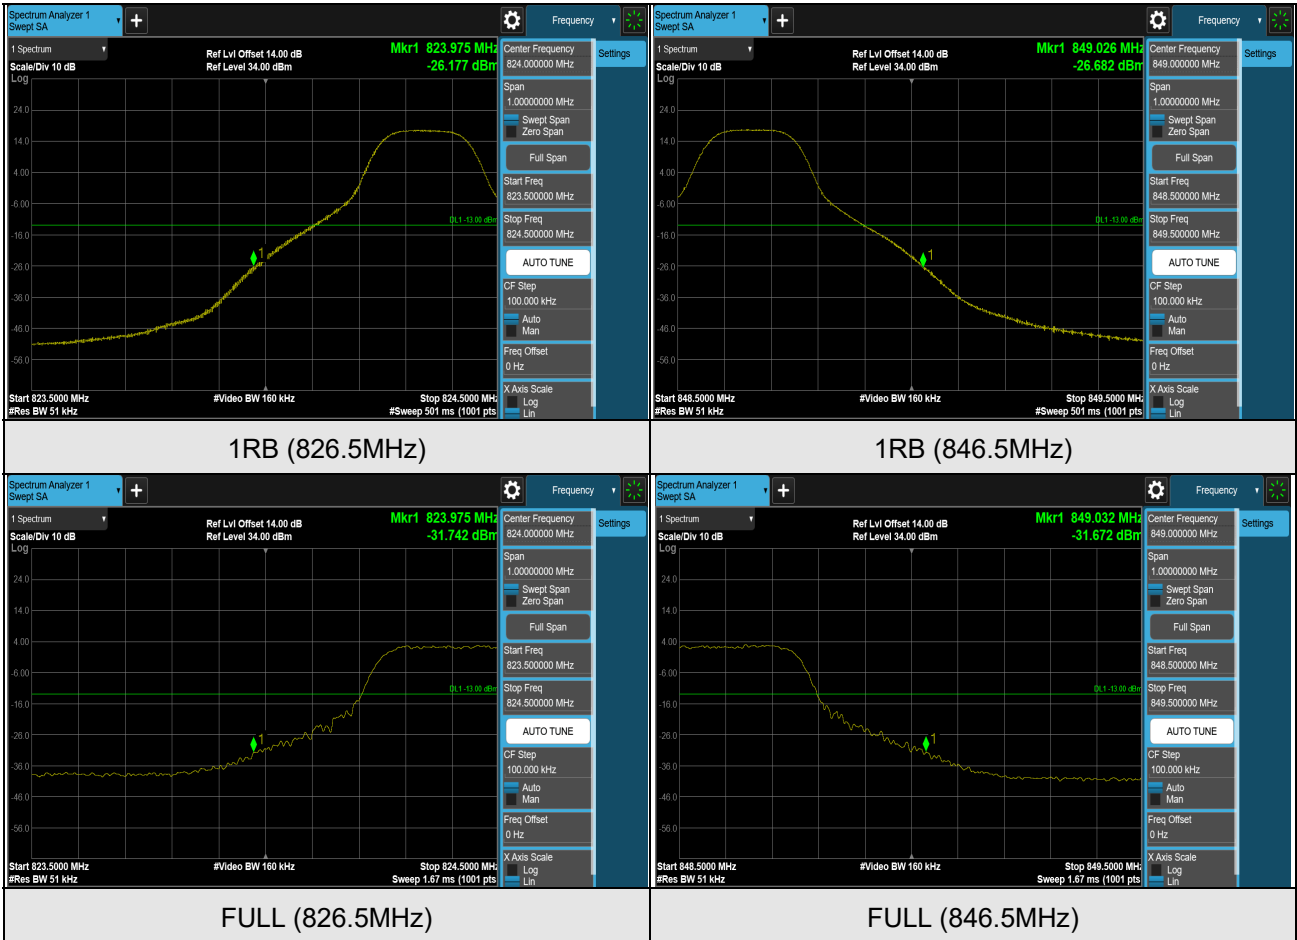 Spectrum Analyzer 1
Swept SA
+
Frequency
1 Spectrum
Scale/Div 10 dB
Log
Ref Lvl Offset 14.00 dB
Ref Level 34.00 dBm
Mkr1 823.975 MHz
-26.177 dBm
24.0
14.0
4.00
-6.00
-16.0
-26.0
-36.0
-46.0
-56.0
DL1 -13.00 dBm
1
Start 823.5000 MHz
#Res BW 51 kHz
#Video BW 160 kHz
Stop 824.5000 MHz
#Sweep 501 ms (1001 pts
Center Frequency
824.000000 MHz
Span
1.00000000 MHz
Swept Span
Zero Span
Full Span
Start Freq
823.500000 MHz
Stop Freq
824.500000 MHz
AUTO TUNE
CF Step
100.000 kHz
Auto
Man
Freq Offset
0 Hz
X Axis Scale
Log
Lin
Settings
Spectrum Analyzer 1
Swept SA
+
Frequency
1 Spectrum
Scale/Div 10 dB
Log
Ref Lvl Offset 14.00 dB
Ref Level 34.00 dBm
Mkr1 849.026 MHz
-26.682 dBm
24.0
14.0
4.00
-6.00
-16.0
-26.0
-36.0
-46.0
-56.0
DL1 -13.00 dBm
1
Start 848.5000 MHz
#Res BW 51 kHz
#Video BW 160 kHz
Stop 849.5000 MHz
#Sweep 501 ms (1001 pts
Center Frequency
849.000000 MHz
Span
1.00000000 MHz
Swept Span
Zero Span
Full Span
Start Freq
848.500000 MHz
Stop Freq
849.500000 MHz
AUTO TUNE
CF Step
100.000 kHz
Auto
Man
Freq Offset
0 Hz
X Axis Scale
Log
Lin
Settings
1RB (826.5MHz)
1RB (846.5MHz)
Spectrum Analyzer 1
Swept SA
+
Frequency
1 Spectrum
Scale/Div 10 dB
Log
Ref Lvl Offset 14.00 dB
Ref Level 34.00 dBm
Mkr1 823.975 MHz
-31.742 dBm
24.0
14.0
4.00
-6.00
-16.0
-26.0
-36.0
-46.0
-56.0
DL1 -13.00 dBm
1
Start 823.5000 MHz
#Res BW 51 kHz
#Video BW 160 kHz
Stop 824.5000 MHz
Sweep 1.67 ms (1001 pts
Center Frequency
824.000000 MHz
Span
1.00000000 MHz
Swept Span
Zero Span
Full Span
Start Freq
823.500000 MHz
Stop Freq
824.500000 MHz
AUTO TUNE
CF Step
100.000 kHz
Auto
Man
Freq Offset
0 Hz
X Axis Scale
Log
Lin
Settings
Spectrum Analyzer 1
Swept SA
+
Frequency
1 Spectrum
Scale/Div 10 dB
Log
Ref Lvl Offset 14.00 dB
Ref Level 34.00 dBm
Mkr1 849.032 MHz
-31.672 dBm
24.0
14.0
4.00
-6.00
-16.0
-26.0
-36.0
-46.0
-56.0
DL1 -13.00 dBm
1
Start 848.5000 MHz
#Res BW 51 kHz
#Video BW 160 kHz
Stop 849.5000 MHz
Sweep 1.67 ms (1001 pts
Center Frequency
849.000000 MHz
Span
1.00000000 MHz
Swept Span
Zero Span
Full Span
Start Freq
848.500000 MHz
Stop Freq
849.500000 MHz
AUTO TUNE
CF Step
100.000 kHz
Auto
Man
Freq Offset
0 Hz
X Axis Scale
Log
Lin
Settings
FULL (826.5MHz)
FULL (846.5MHz)